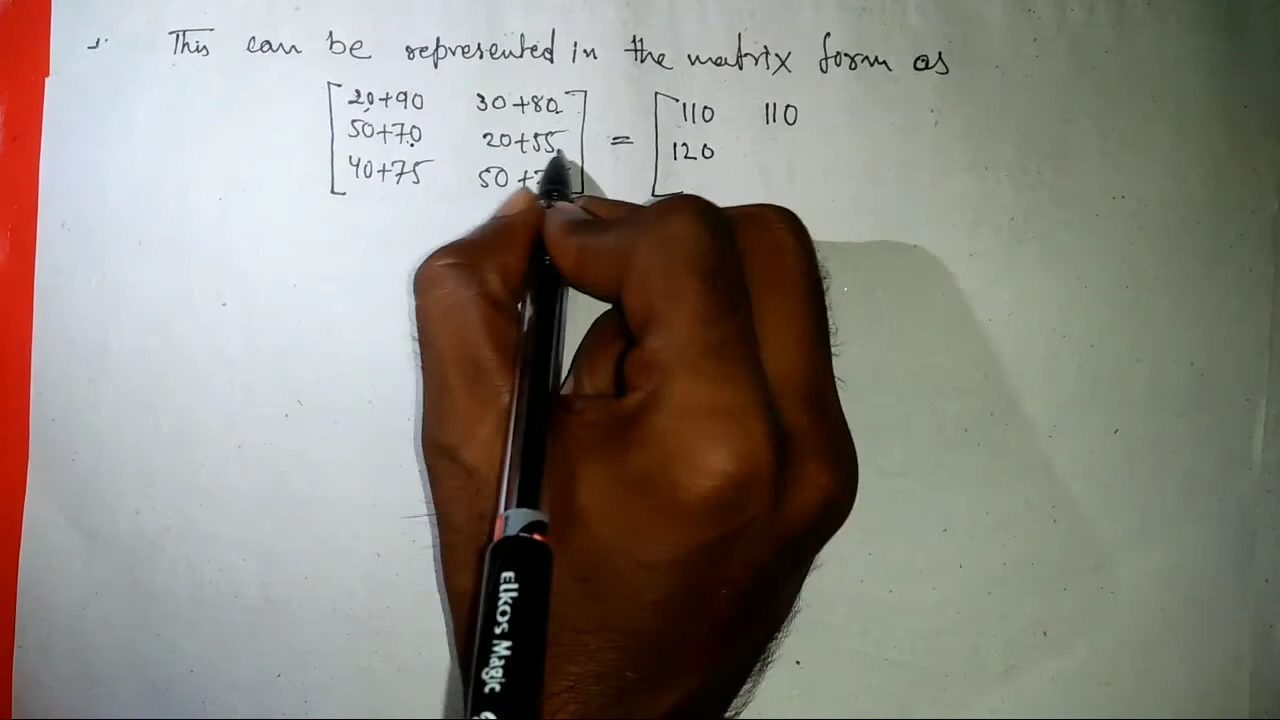 This can be represented in the matrix form as
20+90 30+80 110 110
50+70 20+55 = 120
40+75 50+
Elkos Magic